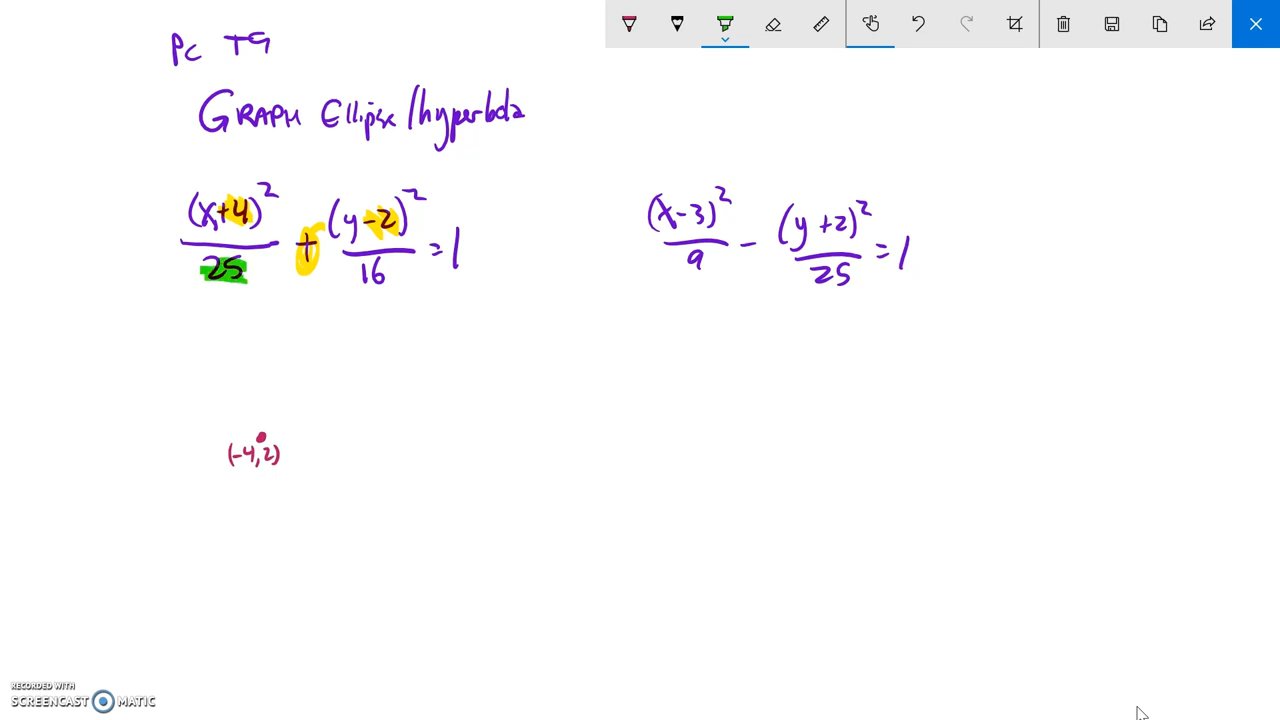 PC TG
GRAPH Ellipse/hyperbola
(x+4)²/25 + (y-2)²/16 = 1
(x-3)²/9 - (y+2)²/25 = 1
(-4,2)
RECORDED WITH
SCREENCAST MATIC